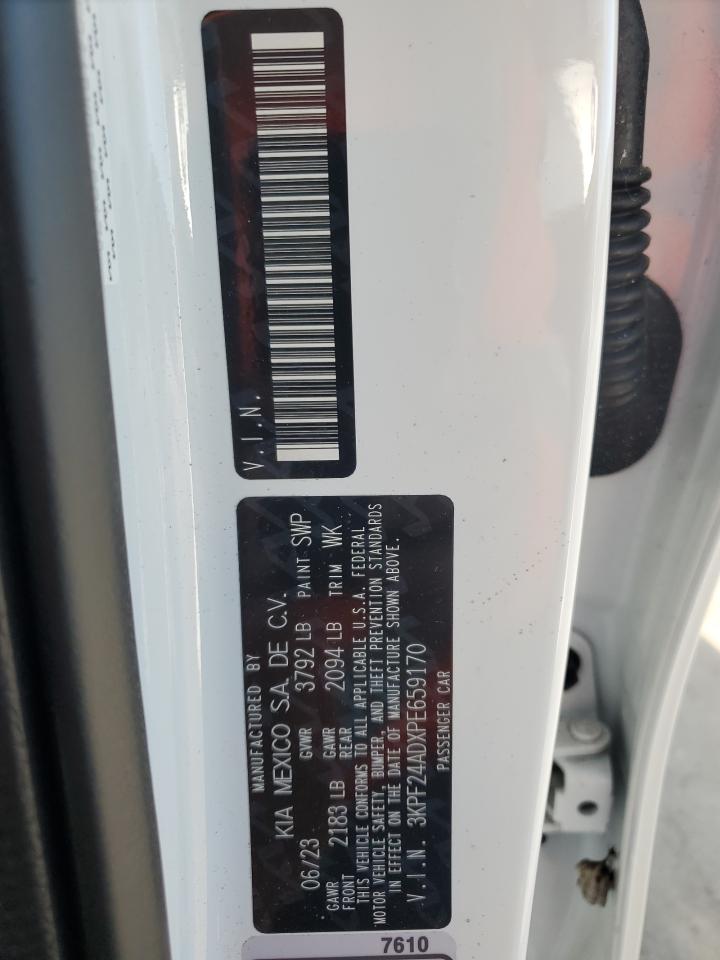 V.I.N.
MANUFACTURED BY
KIA MEXICO S.A. DE C.V.
06/23 GVWR 3792 LB PAINT SWP
GAWR FRONT 2183 LB GAWR REAR 2094 LB TRIM WK
THIS VEHICLE CONFORMS TO ALL APPLICABLE U.S.A. FEDERAL
MOTOR VEHICLE SAFETY, BUMPER, AND THEFT PREVENTION STANDARDS
IN EFFECT ON THE DATE OF MANUFACTURE SHOWN ABOVE.
V.I.N. 3KPF24ADXPE659170
PASSENGER CAR
7610